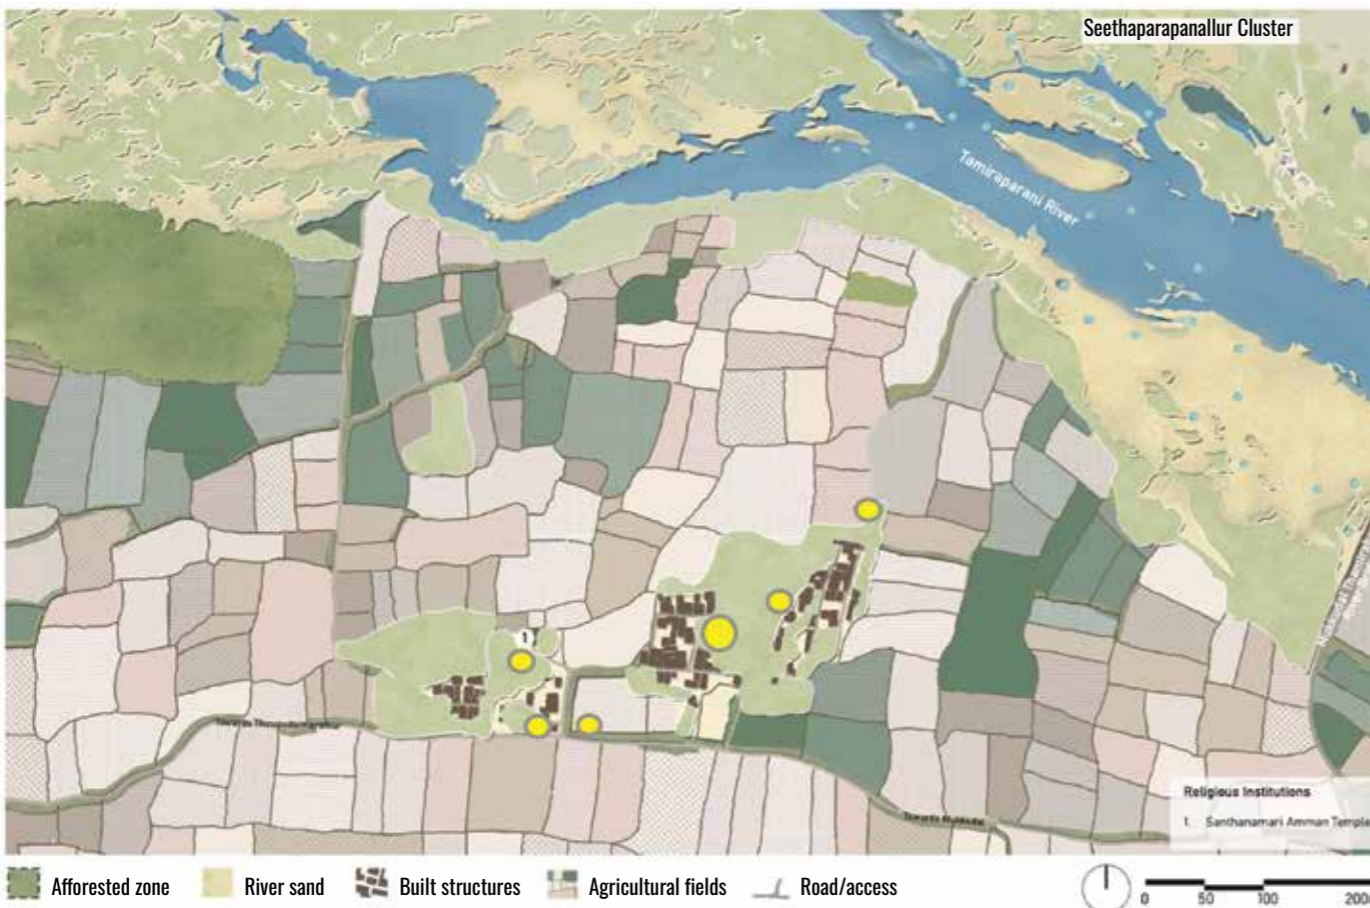 Seethaparapanallur Cluster
Tamiraparani River
1
Religious Institutions
1. Santhanamari Amman Temple
Afforested zone
River sand
Built structures
Agricultural fields
Road/access
0 50 100 200